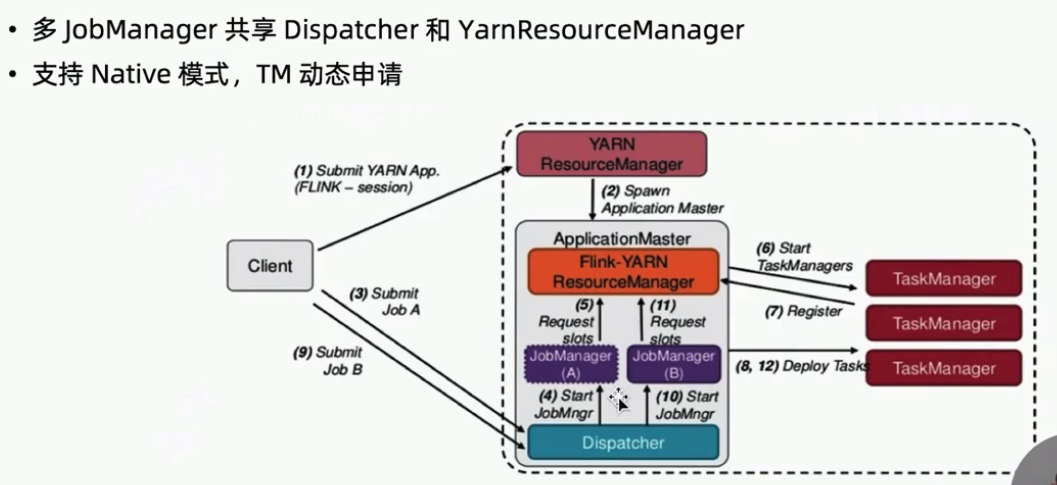 • 多 JobManager 共享 Dispatcher 和 YarnResourceManager
• 支持 Native 模式，TM 动态申请
YARN
ResourceManager
(1) Submit YARN App.
(FLINK – session)
(2) Spawn
Application Master
ApplicationMaster
Flink-YARN
ResourceManager
Client
(6) Start
TaskManagers
TaskManager
(3) Submit
Job A
(5)
Request
slots
(11)
Request
slots
(7) Register
TaskManager
(9) Submit
Job B
JobManager
(A)
JobManager
(B)
(8, 12) Deploy Tasks
TaskManager
(4) Start
JobMngr
(10) Start
JobMngr
Dispatcher